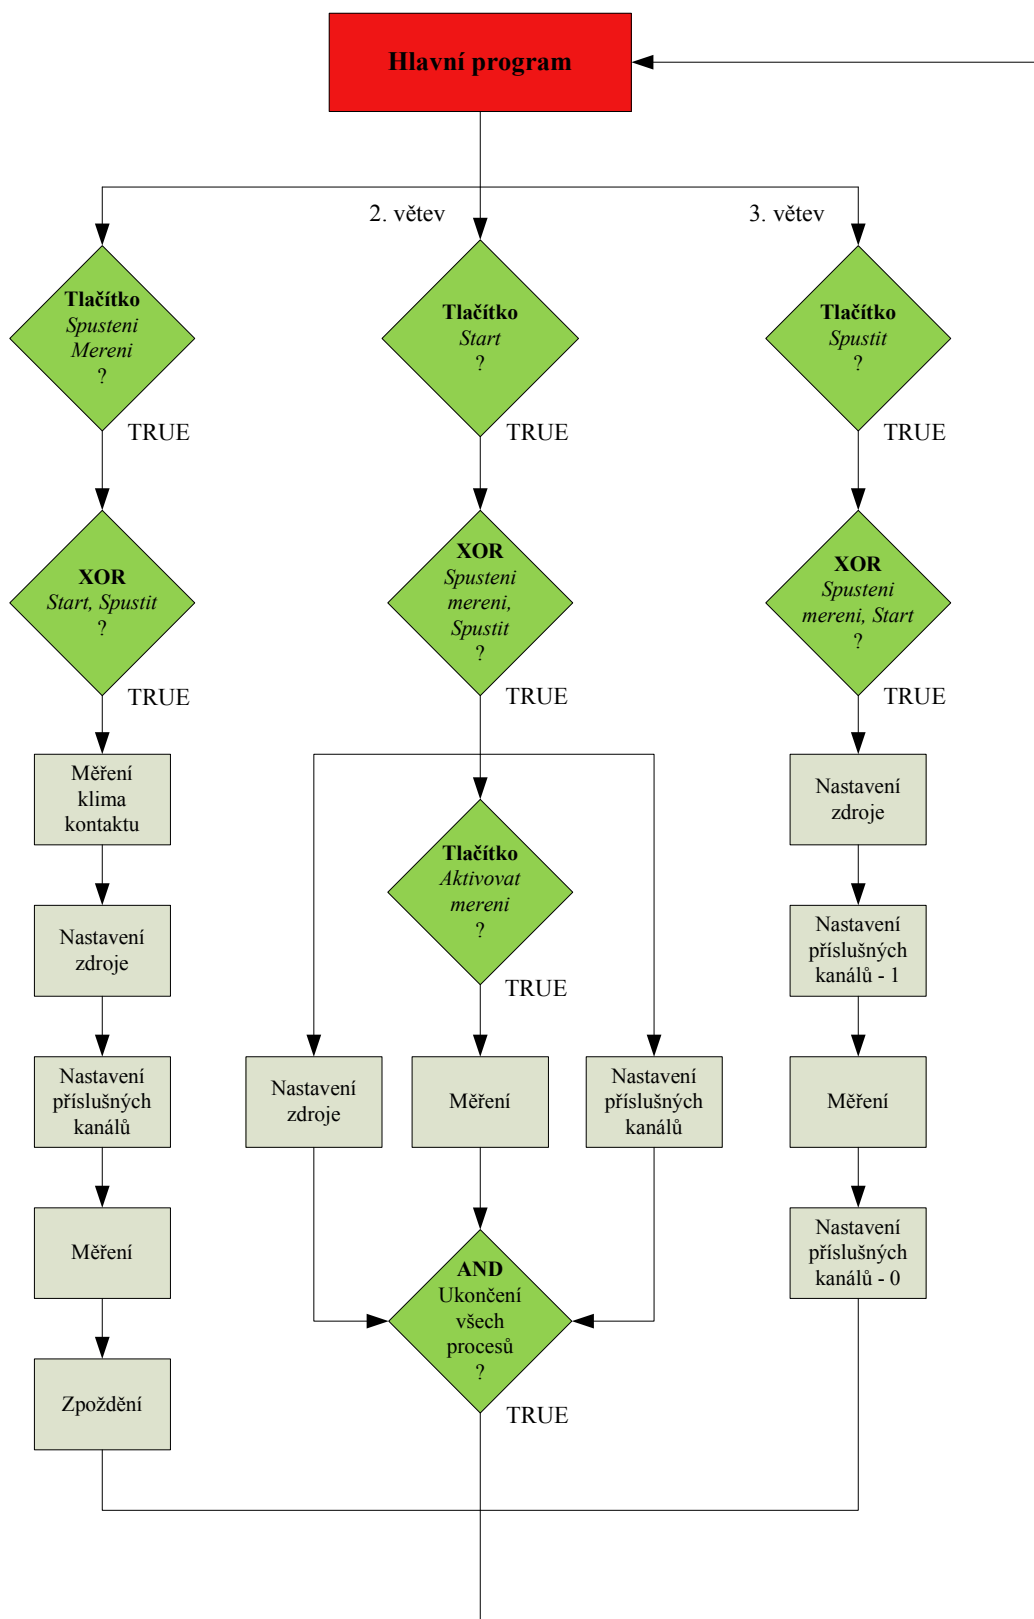 Hlavní program
2. větev
3. větev
Tlačítko
Spusteni
Mereni
?
TRUE
Tlačítko
Start
?
TRUE
Tlačítko
Spustit
?
TRUE
XOR
Start, Spustit
?
TRUE
XOR
Spusteni
mereni,
Spustit
?
TRUE
XOR
Spusteni
mereni, Start
?
TRUE
Měření
klima
kontaktu
Nastavení
zdroje
Nastavení
příslušných
kanálů
Měření
Zpoždění
Tlačítko
Aktivovat
mereni
?
TRUE
Nastavení
zdroje
Měření
Nastavení
příslušných
kanálů
AND
Ukončení
všech
procesů
?
TRUE
Nastavení
zdroje
Nastavení
příslušných
kanálů - 1
Měření
Nastavení
příslušných
kanálů - 0